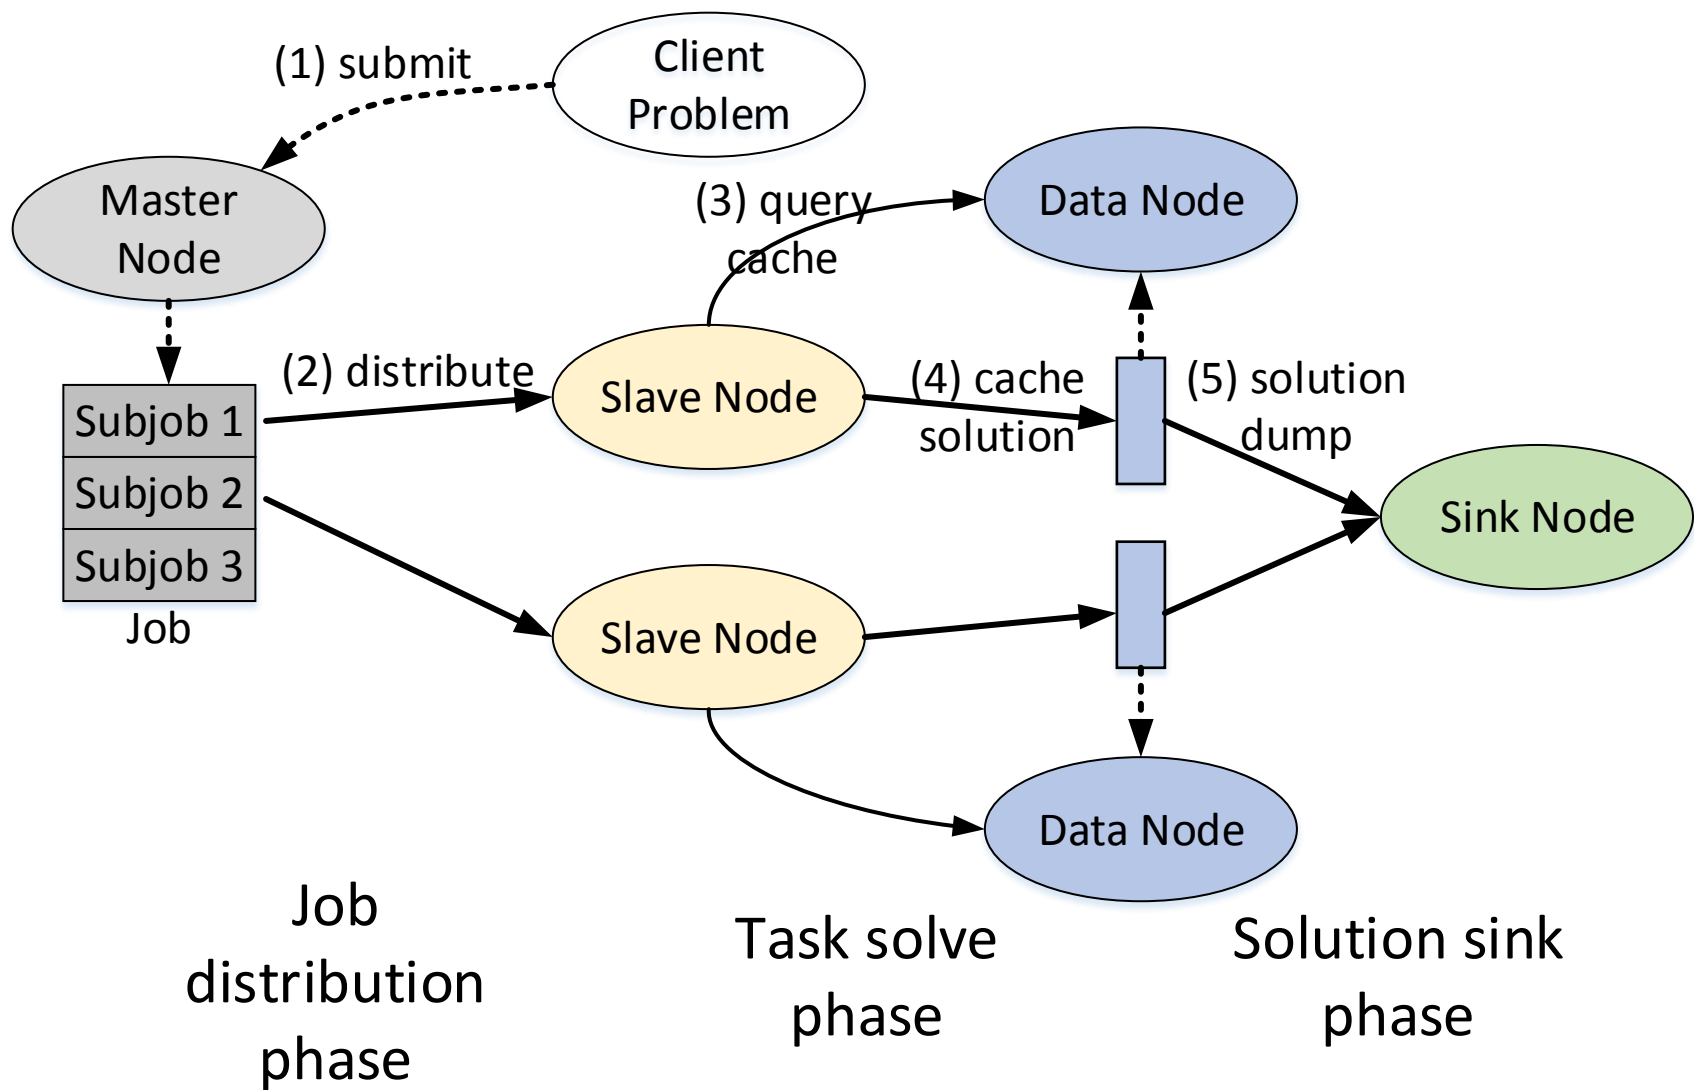 (1) submit
Client
Problem
Master
Node
(3) query
cache
Data Node
(2) distribute
Slave Node
(4) cache
solution
(5) solution
dump
Subjob 1
Subjob 2
Subjob 3
Job
Sink Node
Slave Node
Data Node
Job
distribution
phase
Task solve
phase
Solution sink
phase